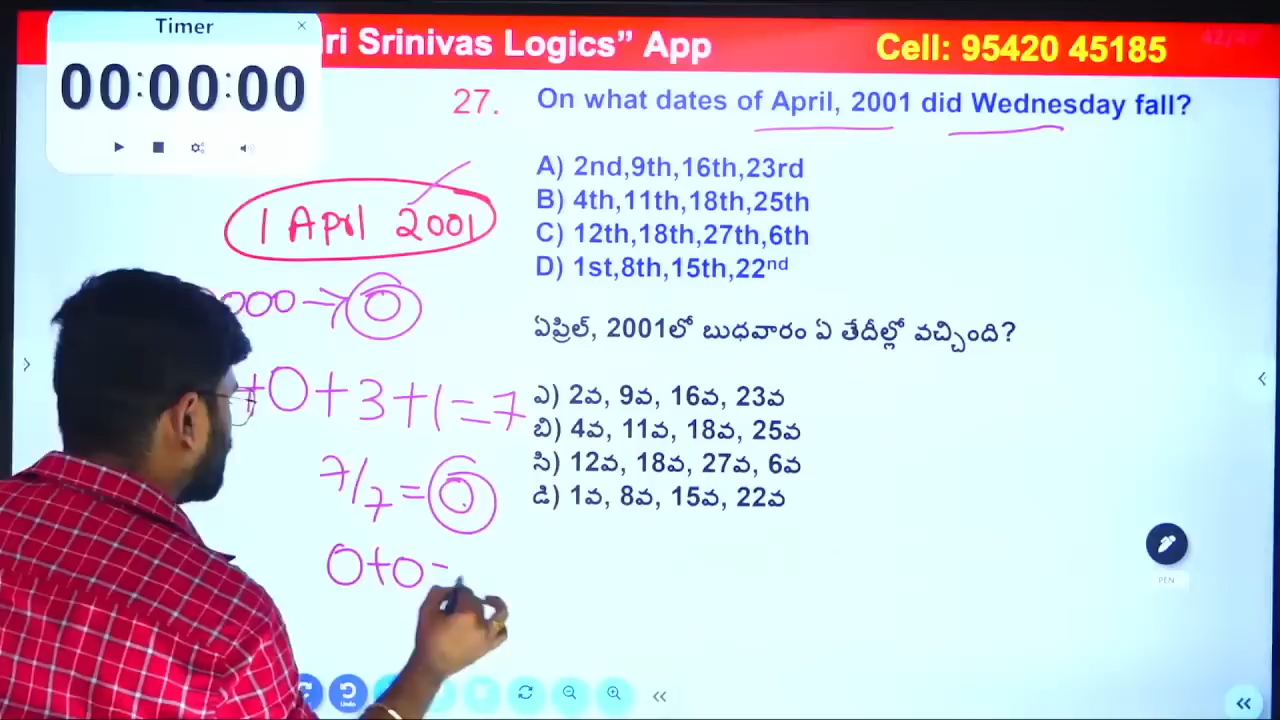 Timer
00:00:00
ri Srinivas Logics” App
Cell: 95420 45185
27. On what dates of April, 2001 did Wednesday fall?
A) 2nd,9th,16th,23rd
B) 4th,11th,18th,25th
C) 12th,18th,27th,6th
D) 1st,8th,15th,22nd
1 April 2001
000 → 0
+0+3+1=7
7/7 = 0
0+0=
ఏప్రిల్, 2001లో బుధవారం ఏ తేదీల్లో వచ్చింది?
ఎ) 2వ, 9వ, 16వ, 23వ
బి) 4వ, 11వ, 18వ, 25వ
సి) 12వ, 18వ, 27వ, 6వ
డి) 1వ, 8వ, 15వ, 22వ
PEN
Undo